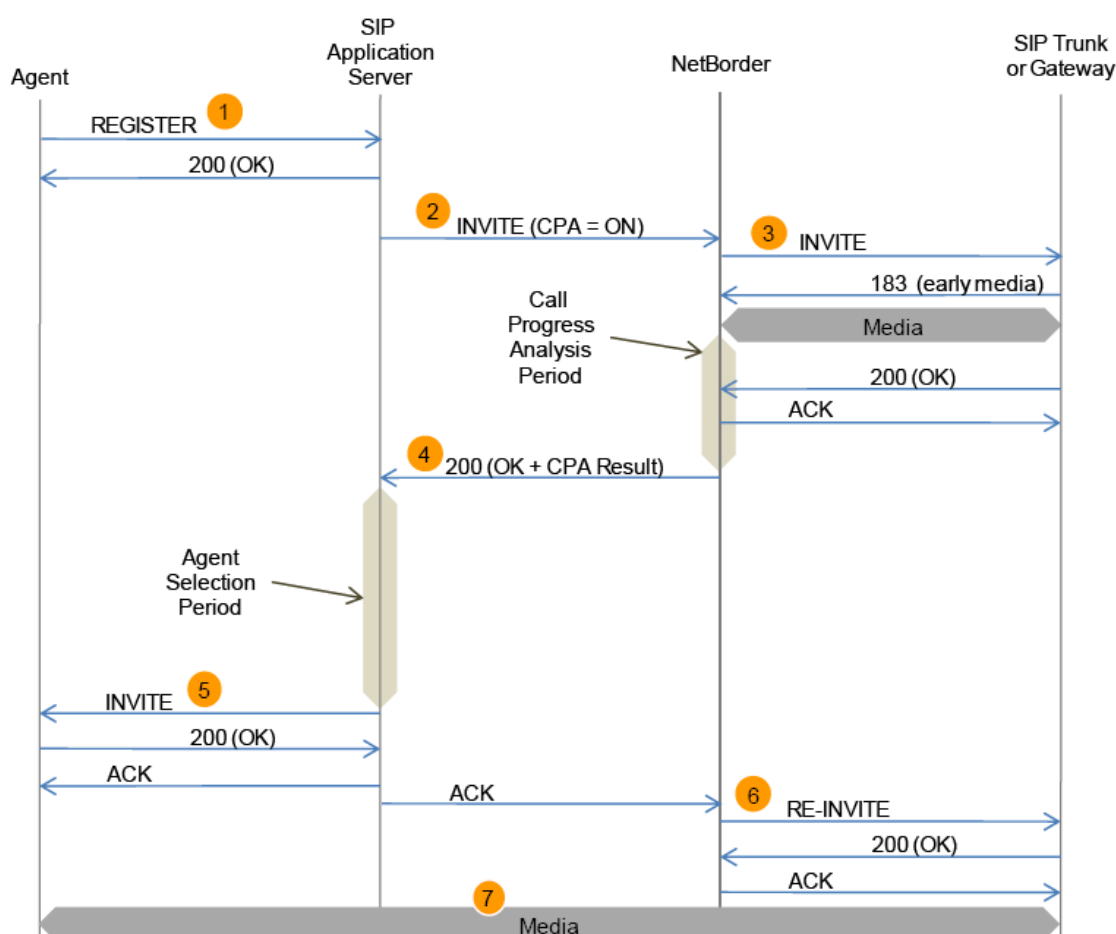 Agent
SIP
Application
Server
NetBorder
SIP Trunk
or Gateway
1
REGISTER
200 (OK)
2
INVITE (CPA = ON)
3
INVITE
183 (early media)
Media
Call
Progress
Analysis
Period
200 (OK)
ACK
4
200 (OK + CPA Result)
Agent
Selection
Period
5
INVITE
200 (OK)
ACK
ACK
6
RE-INVITE
200 (OK)
ACK
7
Media